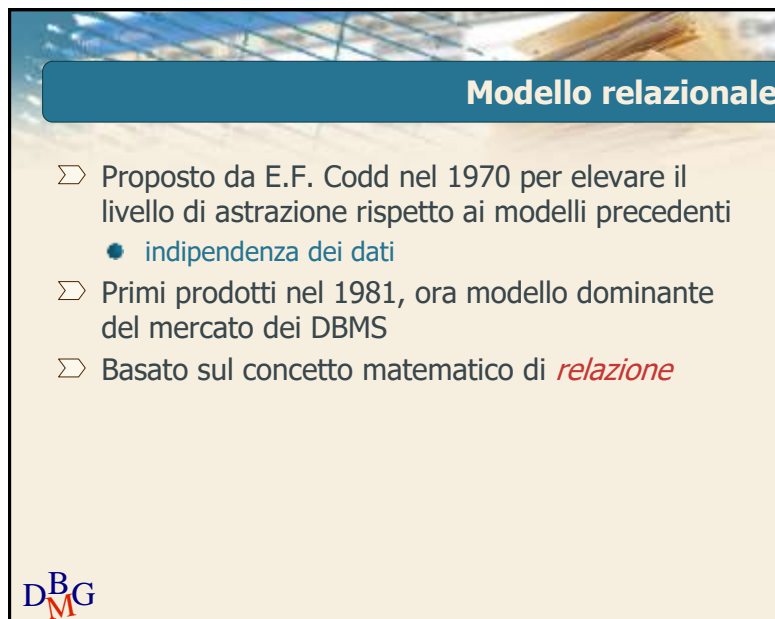 Modello relazionale
Proposto da E.F. Codd nel 1970 per elevare il
livello di astrazione rispetto ai modelli precedenti
indipendenza dei dati
Primi prodotti nel 1981, ora modello dominante
del mercato dei DBMS
Basato sul concetto matematico di relazione
DBMG